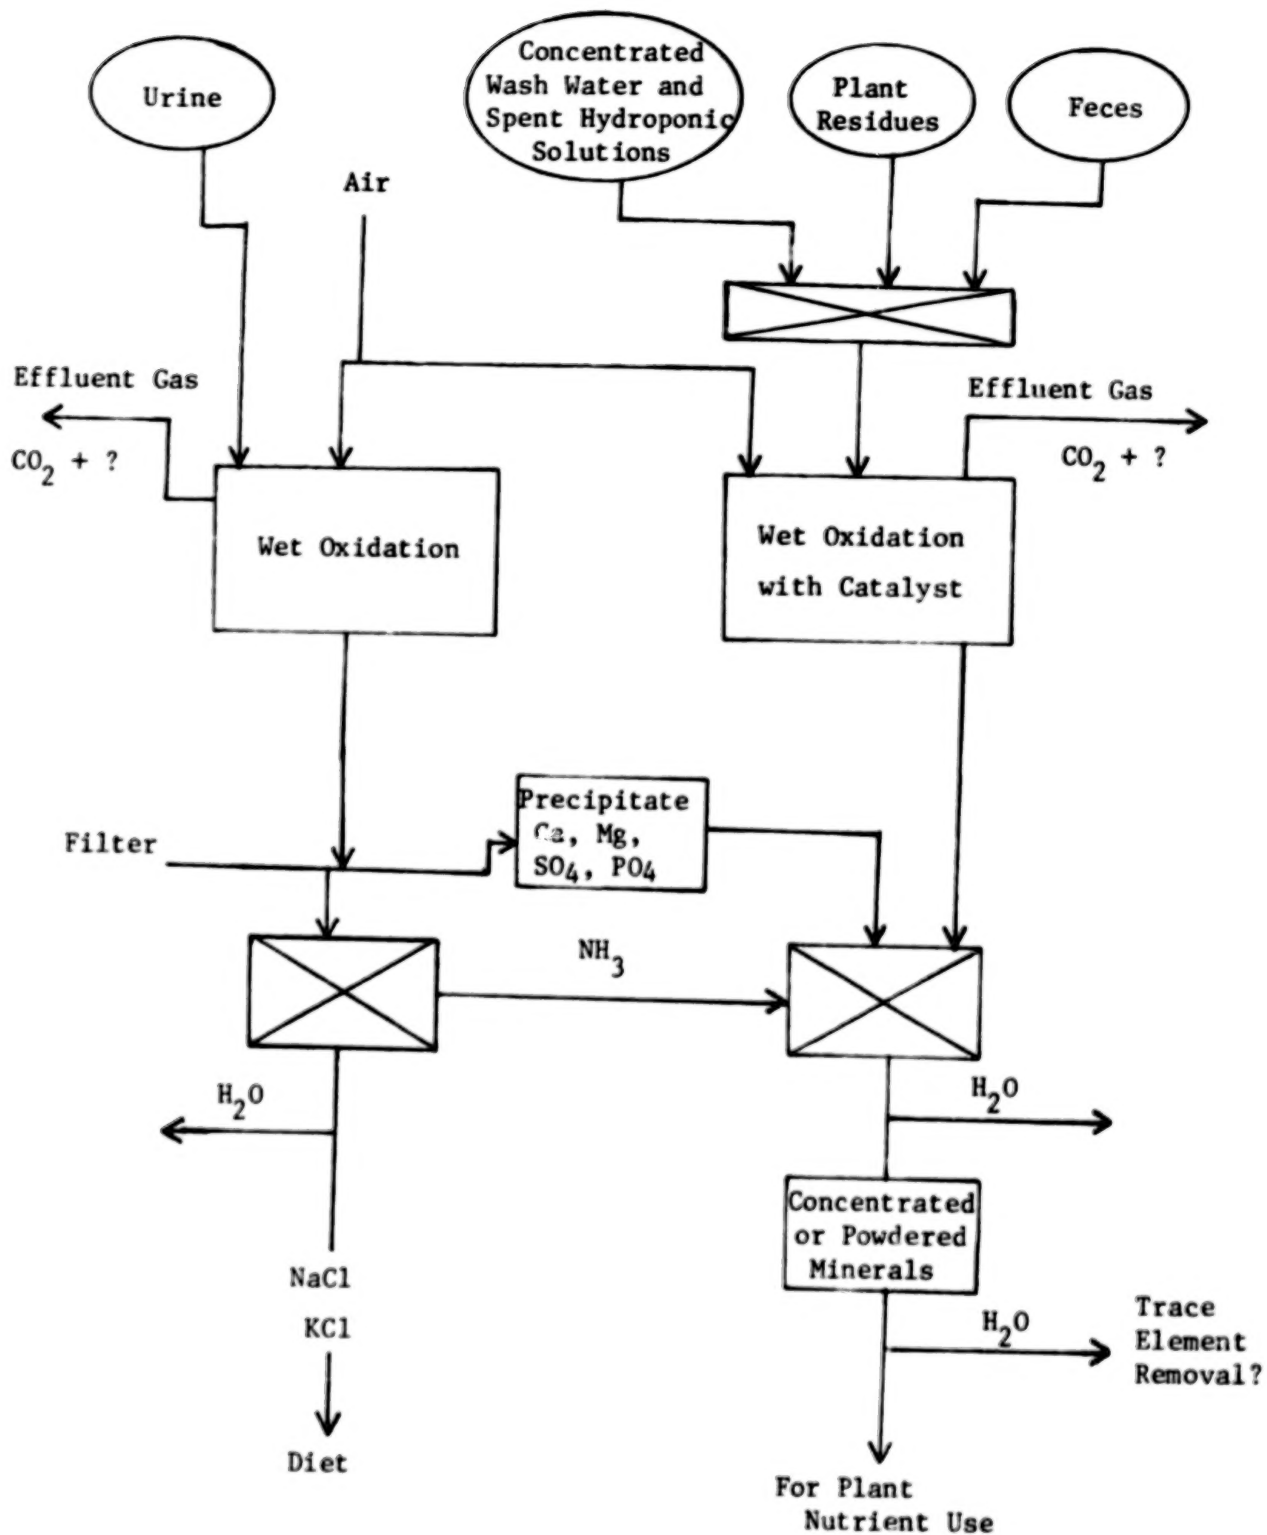 Urine
Concentrated
Wash Water and
Spent Hydroponic
Solutions
Plant
Residues
Feces
Air
Effluent Gas
CO2 + ?
Effluent Gas
CO2 + ?
Wet Oxidation
Wet Oxidation
with Catalyst
Filter
Precipitate
Ca, Mg,
SO4, PO4
NH3
H2O
H2O
Concentrated
or Powdered
Minerals
NaCl
KCl
H2O
Trace
Element
Removal?
Diet
For Plant
Nutrient Use